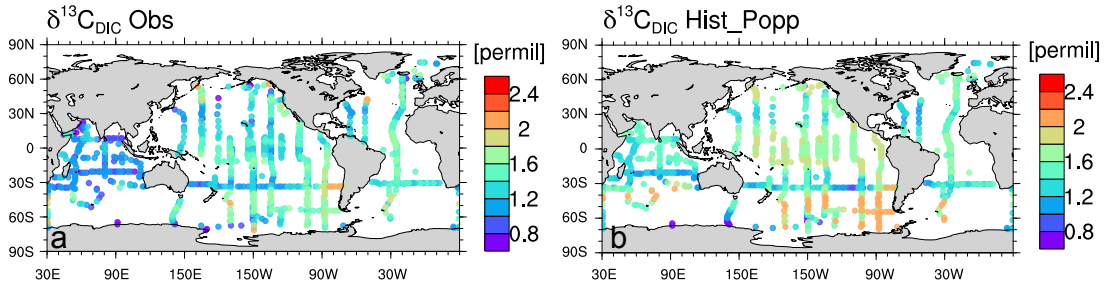 δ¹³C_DIC Obs
[permil]
90N
60N
30N
0
30S
60S
90S
30E 90E 150E 150W 90W 30W
2.4
2
1.6
1.2
0.8
a
δ¹³C_DIC Hist_Popp
[permil]
90N
60N
30N
0
30S
60S
90S
30E 90E 150E 150W 90W 30W
2.4
2
1.6
1.2
0.8
b